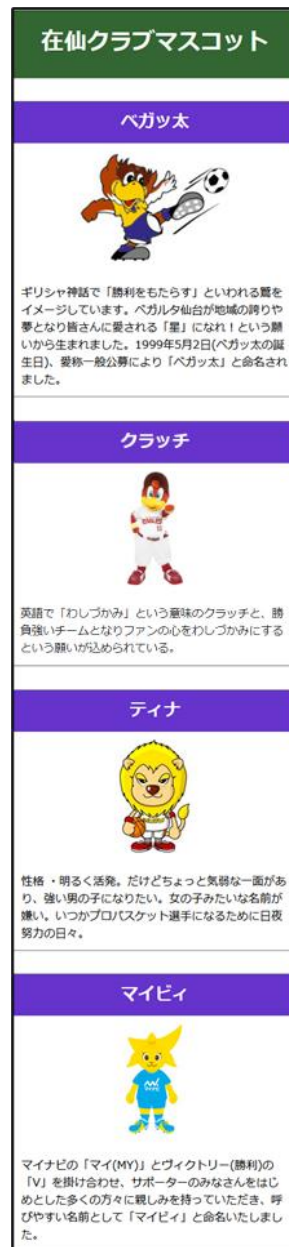 在仙クラブマスコット
ベガッ太
ギリシャ神話で「勝利をもたらす」といわれる鷲を
イメージしています。ベガルタ仙台が地域の誇りや
夢となり皆さんに愛される「星」になれ！という願
いから生まれました。1999年5月2日(ベガッ太の誕
生日)、愛称一般公募により「ベガッ太」と命名され
ました。
クラッチ
EAGLES
英語で「わしづかみ」という意味のクラッチと、勝
負強いチームとなりファンの心をわしづかみにする
という願いが込められている。
ティナ
性格 ・明るく活発。だけどちょっと気弱な一面があ
り、強い男の子になりたい。女の子みたいな名前が
嫌い。いつかプロバスケット選手になるために日夜
努力の日々。
マイビィ
マイナビの「マイ(MY)」とヴィクトリー(勝利)の
「V」を掛け合わせ、サポーターのみなさんをはじ
めとした多くの方々に親しみを持っていただき、呼
びやすい名前として「マイビィ」と命名いたしまし
た。